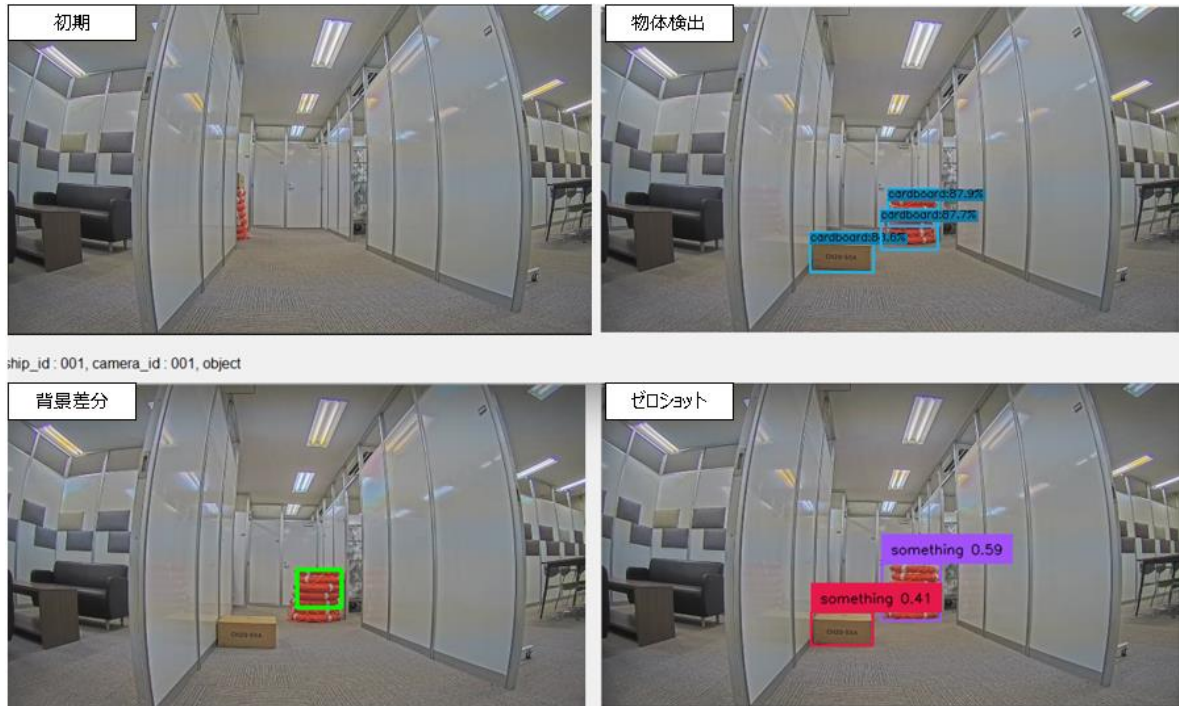 初期
物体検出
cardboard:87.9%
cardboard:87.7%
ship_id : 001, camera_id : 001, object
背景差分
ゼロショット
something 0.59
something 0.41